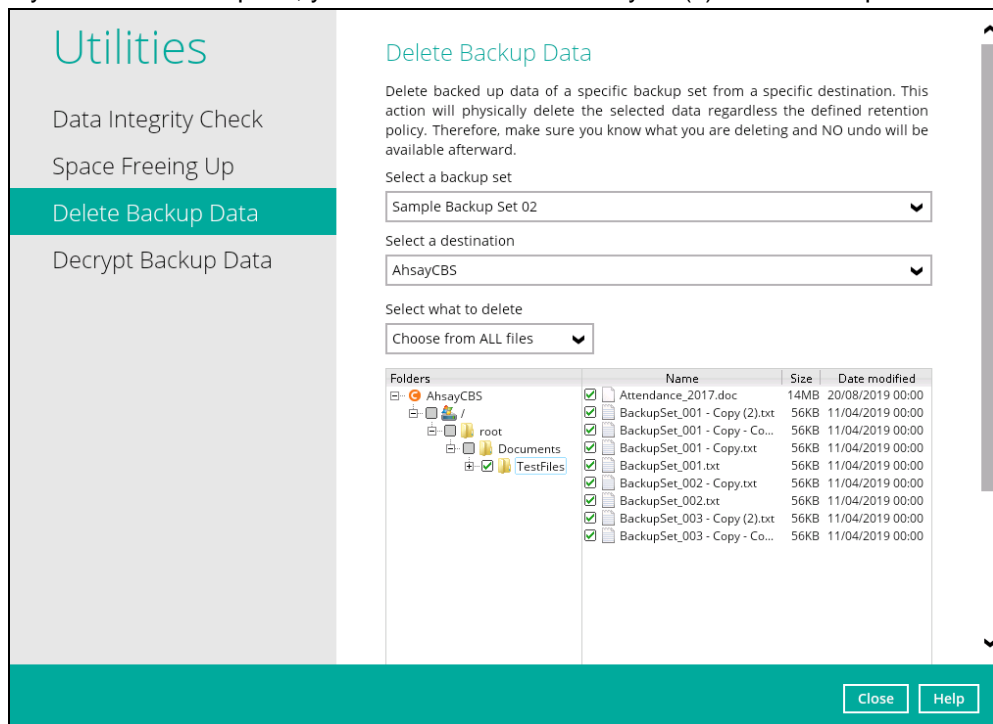 Utilities
Data Integrity Check
Space Freeing Up
Delete Backup Data
Decrypt Backup Data
Delete Backup Data
Delete backed up data of a specific backup set from a specific destination. This
action will physically delete the selected data regardless the defined retention
policy. Therefore, make sure you know what you are deleting and NO undo will be
available afterward.
Select a backup set
Sample Backup Set 02
Select a destination
AhsayCBS
Select what to delete
Choose from ALL files
Folders
AhsayCBS
/
root
Documents
TestFiles
Name Size Date modified
Attendance_2017.doc 14MB 20/08/2019 00:00
BackupSet_001 - Copy (2).txt 56KB 11/04/2019 00:00
BackupSet_001 - Copy - Co... 56KB 11/04/2019 00:00
BackupSet_001 - Copy.txt 56KB 11/04/2019 00:00
BackupSet_001.txt 56KB 11/04/2019 00:00
BackupSet_002 - Copy.txt 56KB 11/04/2019 00:00
BackupSet_002.txt 56KB 11/04/2019 00:00
BackupSet_003 - Copy (2).txt 56KB 11/04/2019 00:00
BackupSet_003 - Copy - Co... 56KB 11/04/2019 00:00
Close Help